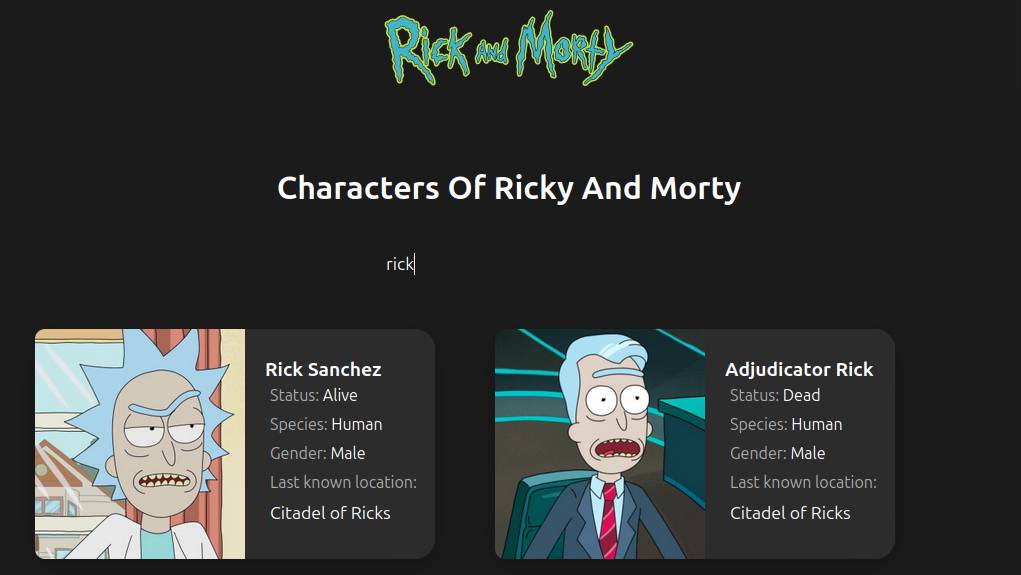 Rick and Morty
Characters Of Ricky And Morty
rick
Rick Sanchez
Status: Alive
Species: Human
Gender: Male
Last known location:
Citadel of Ricks
Adjudicator Rick
Status: Dead
Species: Human
Gender: Male
Last known location:
Citadel of Ricks